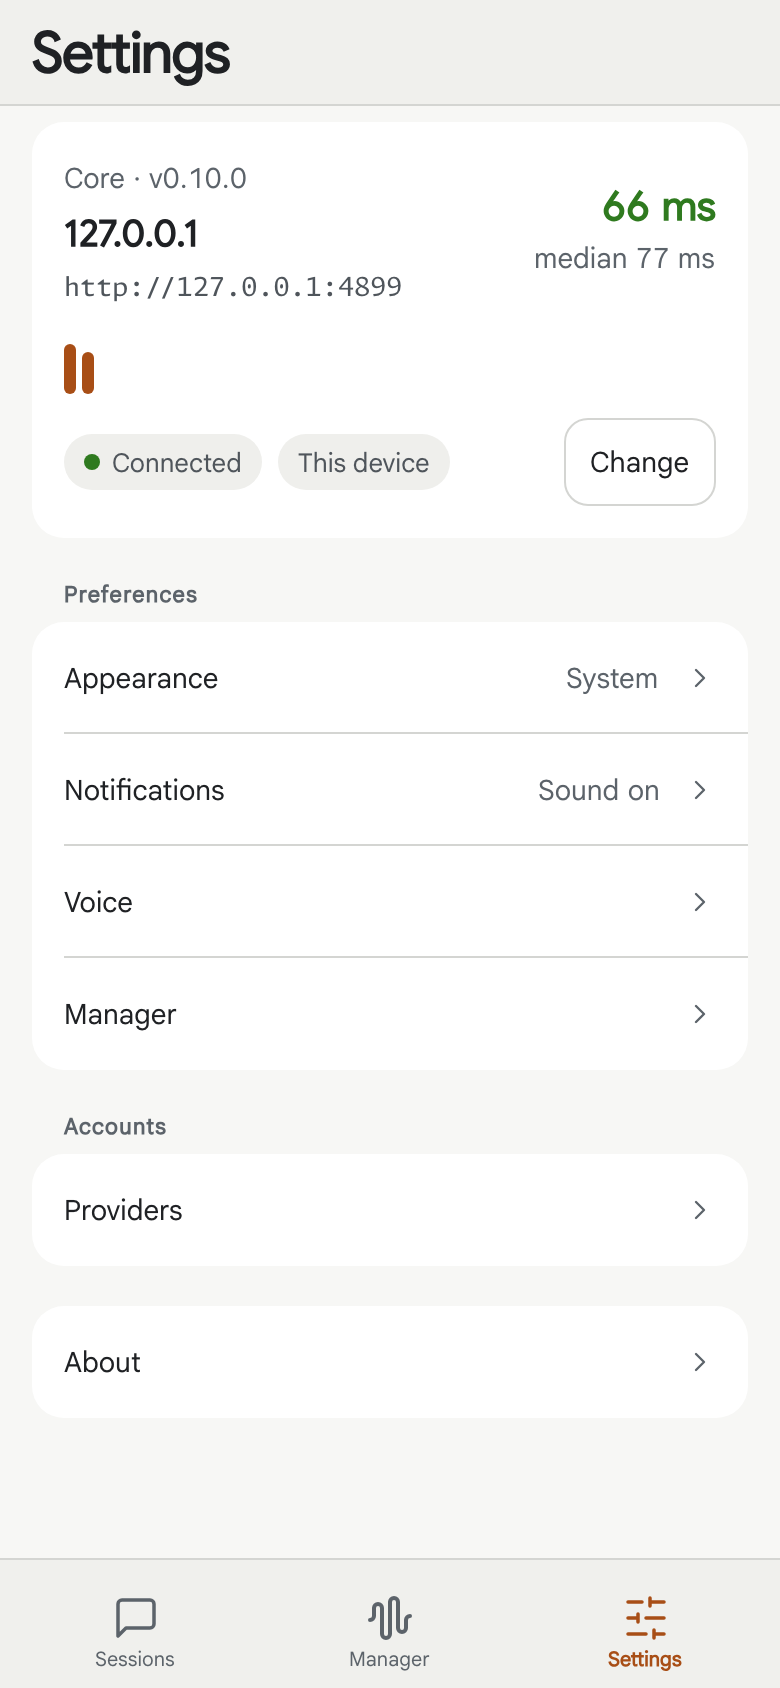 Settings
Core · v0.10.0
127.0.0.1
http://127.0.0.1:4899
66 ms
median 77 ms
Connected
This device
Change
Preferences
Appearance System
Notifications Sound on
Voice
Manager
Accounts
Providers
About
Sessions
Manager
Settings